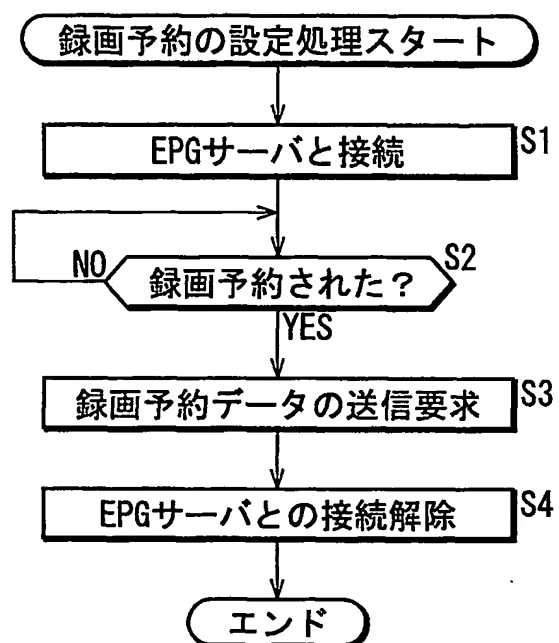 録画予約の設定処理スタート
EPGサーバと接続
S1
NO
録画予約された？
S2
YES
録画予約データの送信要求
S3
EPGサーバとの接続解除
S4
エンド